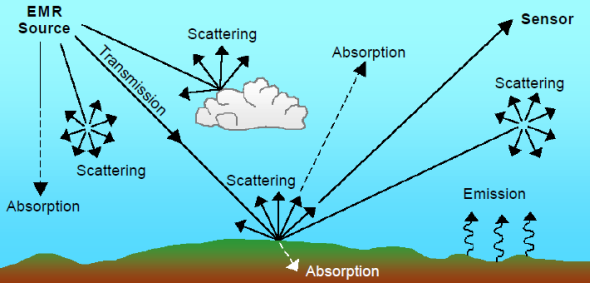 EMR
Source
Scattering
Sensor
Absorption
Transmission
Scattering
Scattering
Absorption
Scattering
Emission
Absorption